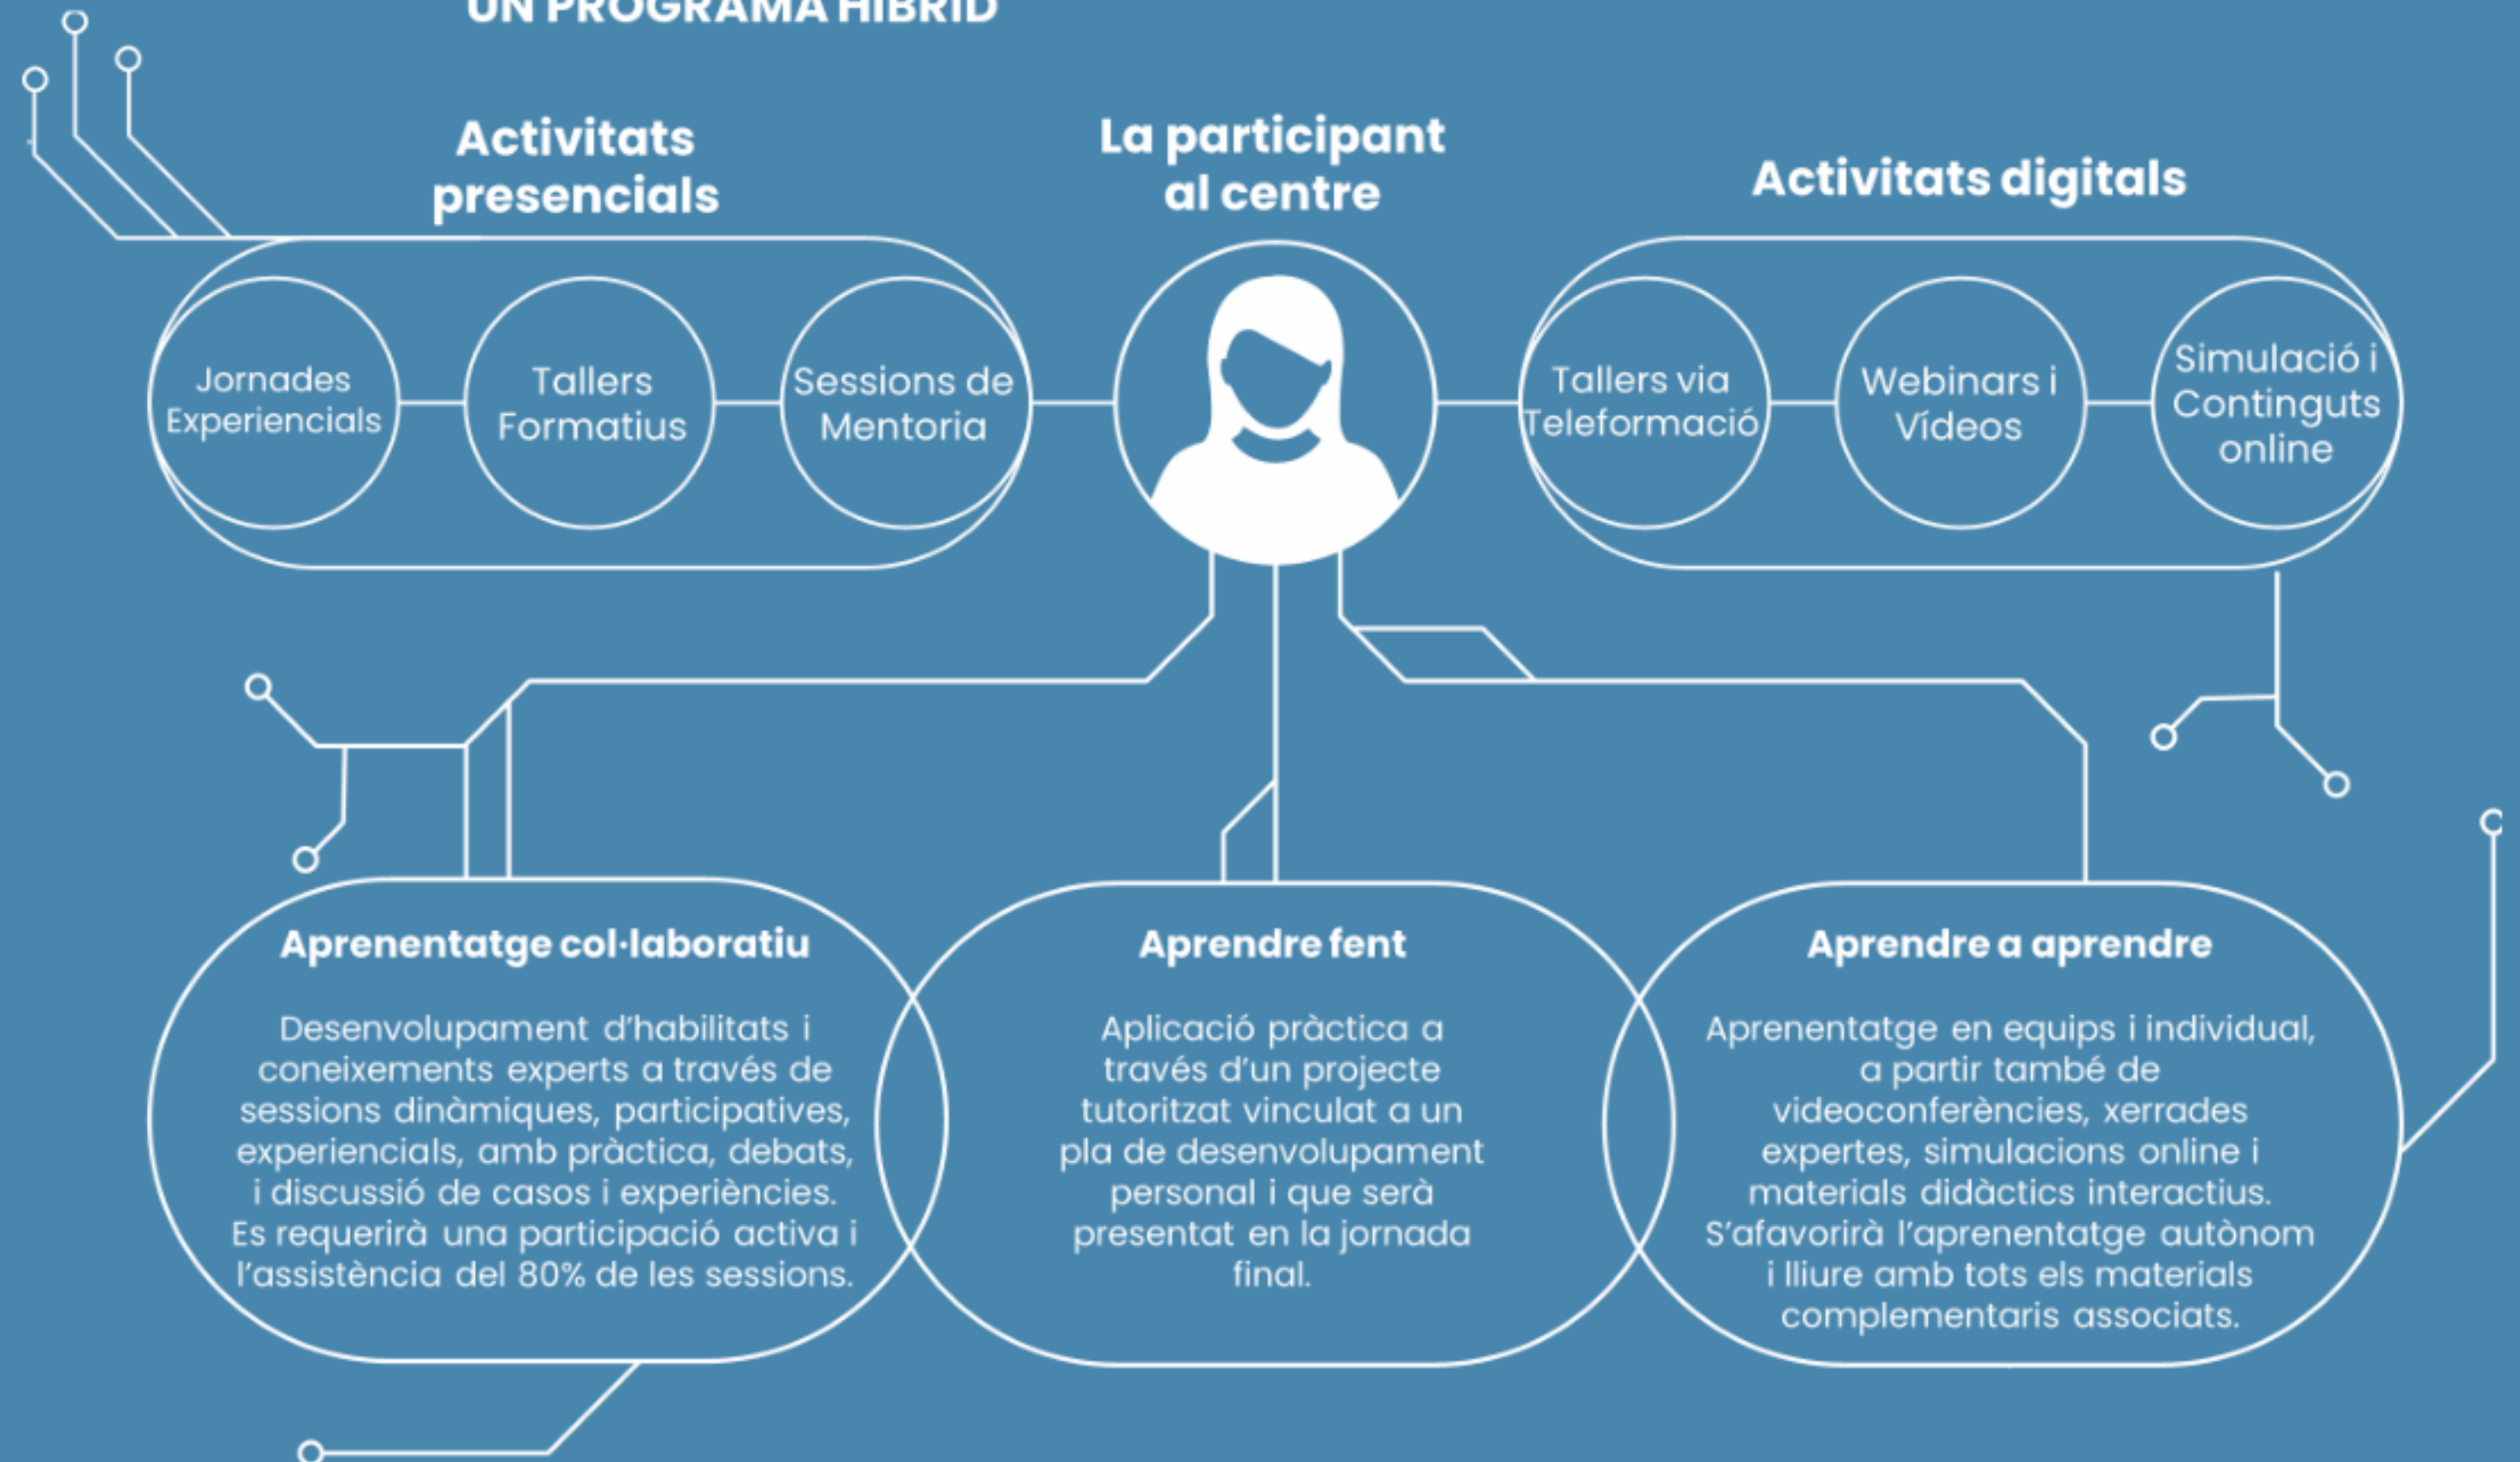 UN PROGRAMA HÍBRID
Activitats
presencials
La participant
al centre
Activitats digitals
Jornades
Experiencials
Tallers
Formatius
Sessions de
Mentoria
Tallers via
Teleformació
Webinars i
Vídeos
Simulació i
Continguts
online
Aprenentatge col·laboratiu
Desenvolupament d’habilitats i
coneixements experts a través de
sessions dinàmiques, participatives,
experiencials, amb pràctica, debats,
i discussió de casos i experiències.
Es requerirà una participació activa i
l’assistència del 80% de les sessions.
Aprendre fent
Aplicació pràctica a
través d’un projecte
tutoritzat vinculat a un
pla de desenvolupament
personal i que serà
presentat en la jornada
final.
Aprendre a aprendre
Aprenentatge en equips i individual,
a partir també de
videoconferències, xerrades
expertes, simulacions online i
materials didàctics interactius.
S’afavorirà l’aprenentatge autònom
i lliure amb tots els materials
complementaris associats.